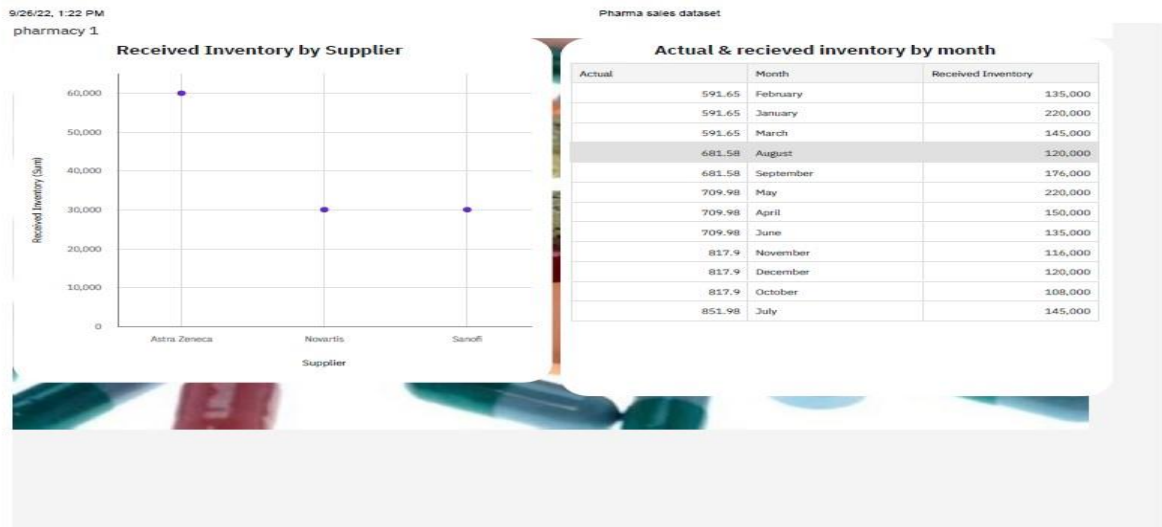 9/26/22, 1:22 PM
Pharma sales dataset
pharmacy 1
Received Inventory by Supplier
Received Inventory (Sum)
60,000
50,000
40,000
30,000
20,000
10,000
0
Astra Zeneca Novartis Sanofi
Supplier
Actual & recieved inventory by month
Actual Month Received Inventory
591.65 February 135,000
591.65 January 220,000
591.65 March 145,000
681.58 August 120,000
681.58 September 176,000
709.98 May 220,000
709.98 April 150,000
709.98 June 135,000
817.9 November 116,000
817.9 December 120,000
817.9 October 108,000
851.98 July 145,000